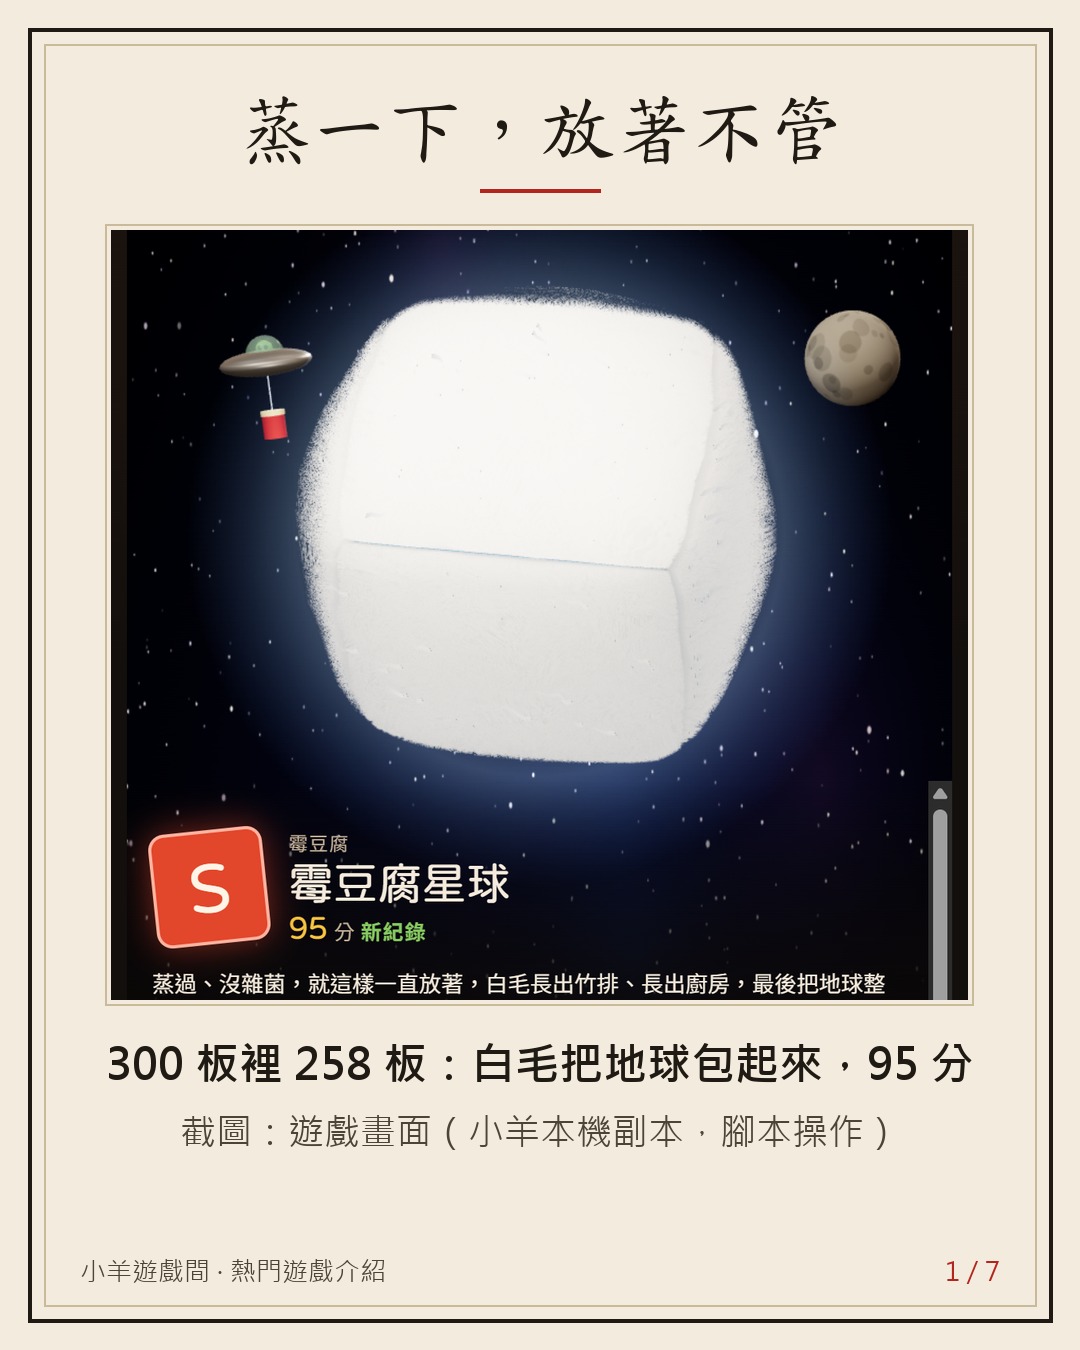 蒸一下，放著不管
S
霉豆腐
霉豆腐星球
95 分 新紀錄
蒸過、沒雜菌，就這樣一直放著，白毛長出竹排、長出廚房，最後把地球整
300 板裡 258 板：白毛把地球包起來，95 分
截圖：遊戲畫面（小羊本機副本，腳本操作）
小羊遊戲間 · 熱門遊戲介紹
1 / 7